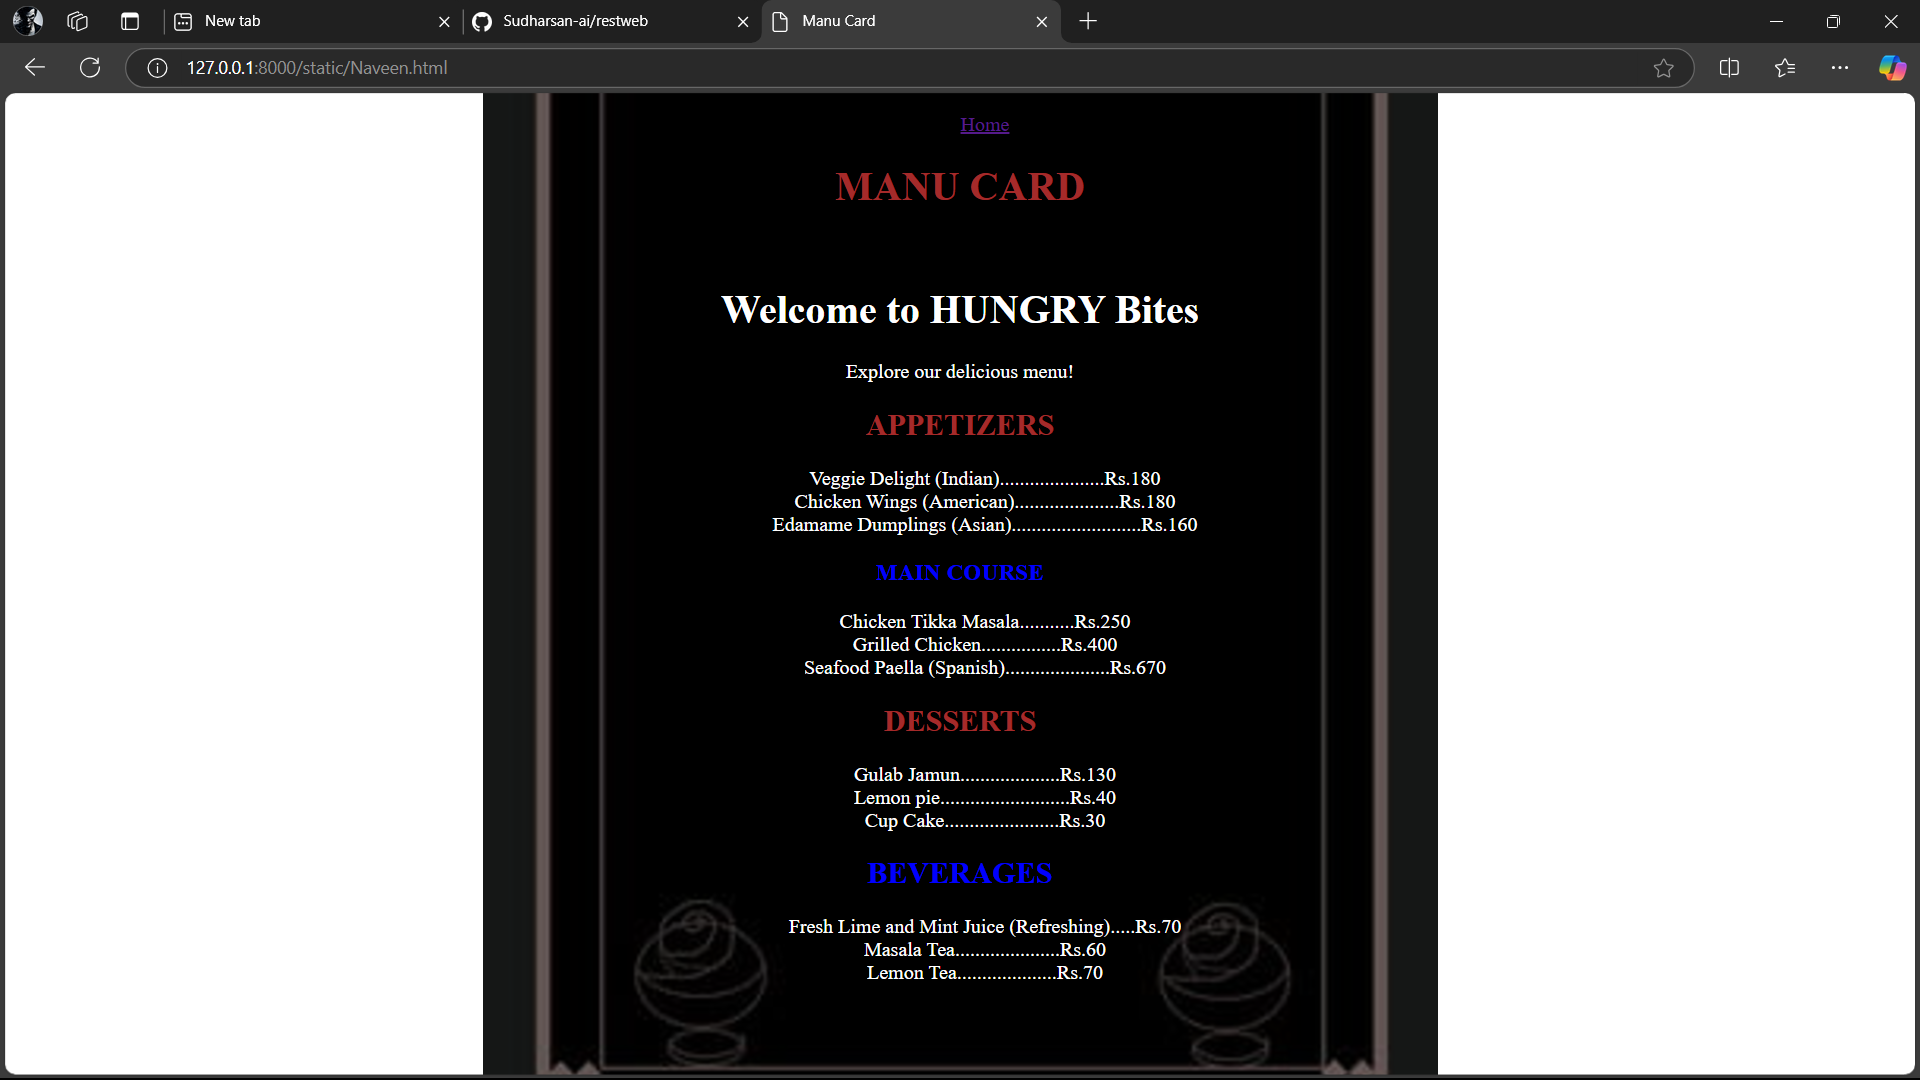 New tab
Sudharsan-ai/restweb
Manu Card
127.0.0.1:8000/static/Naveen.html
Home
MANU CARD
Welcome to HUNGRY Bites
Explore our delicious menu!
APPETIZERS
Veggie Delight (Indian).....................Rs.180
Chicken Wings (American).....................Rs.180
Edamame Dumplings (Asian)..........................Rs.160
MAIN COURSE
Chicken Tikka Masala...........Rs.250
Grilled Chicken................Rs.400
Seafood Paella (Spanish).....................Rs.670
DESSERTS
Gulab Jamun....................Rs.130
Lemon pie..........................Rs.40
Cup Cake.......................Rs.30
BEVERAGES
Fresh Lime and Mint Juice (Refreshing).....Rs.70
Masala Tea.....................Rs.60
Lemon Tea....................Rs.70